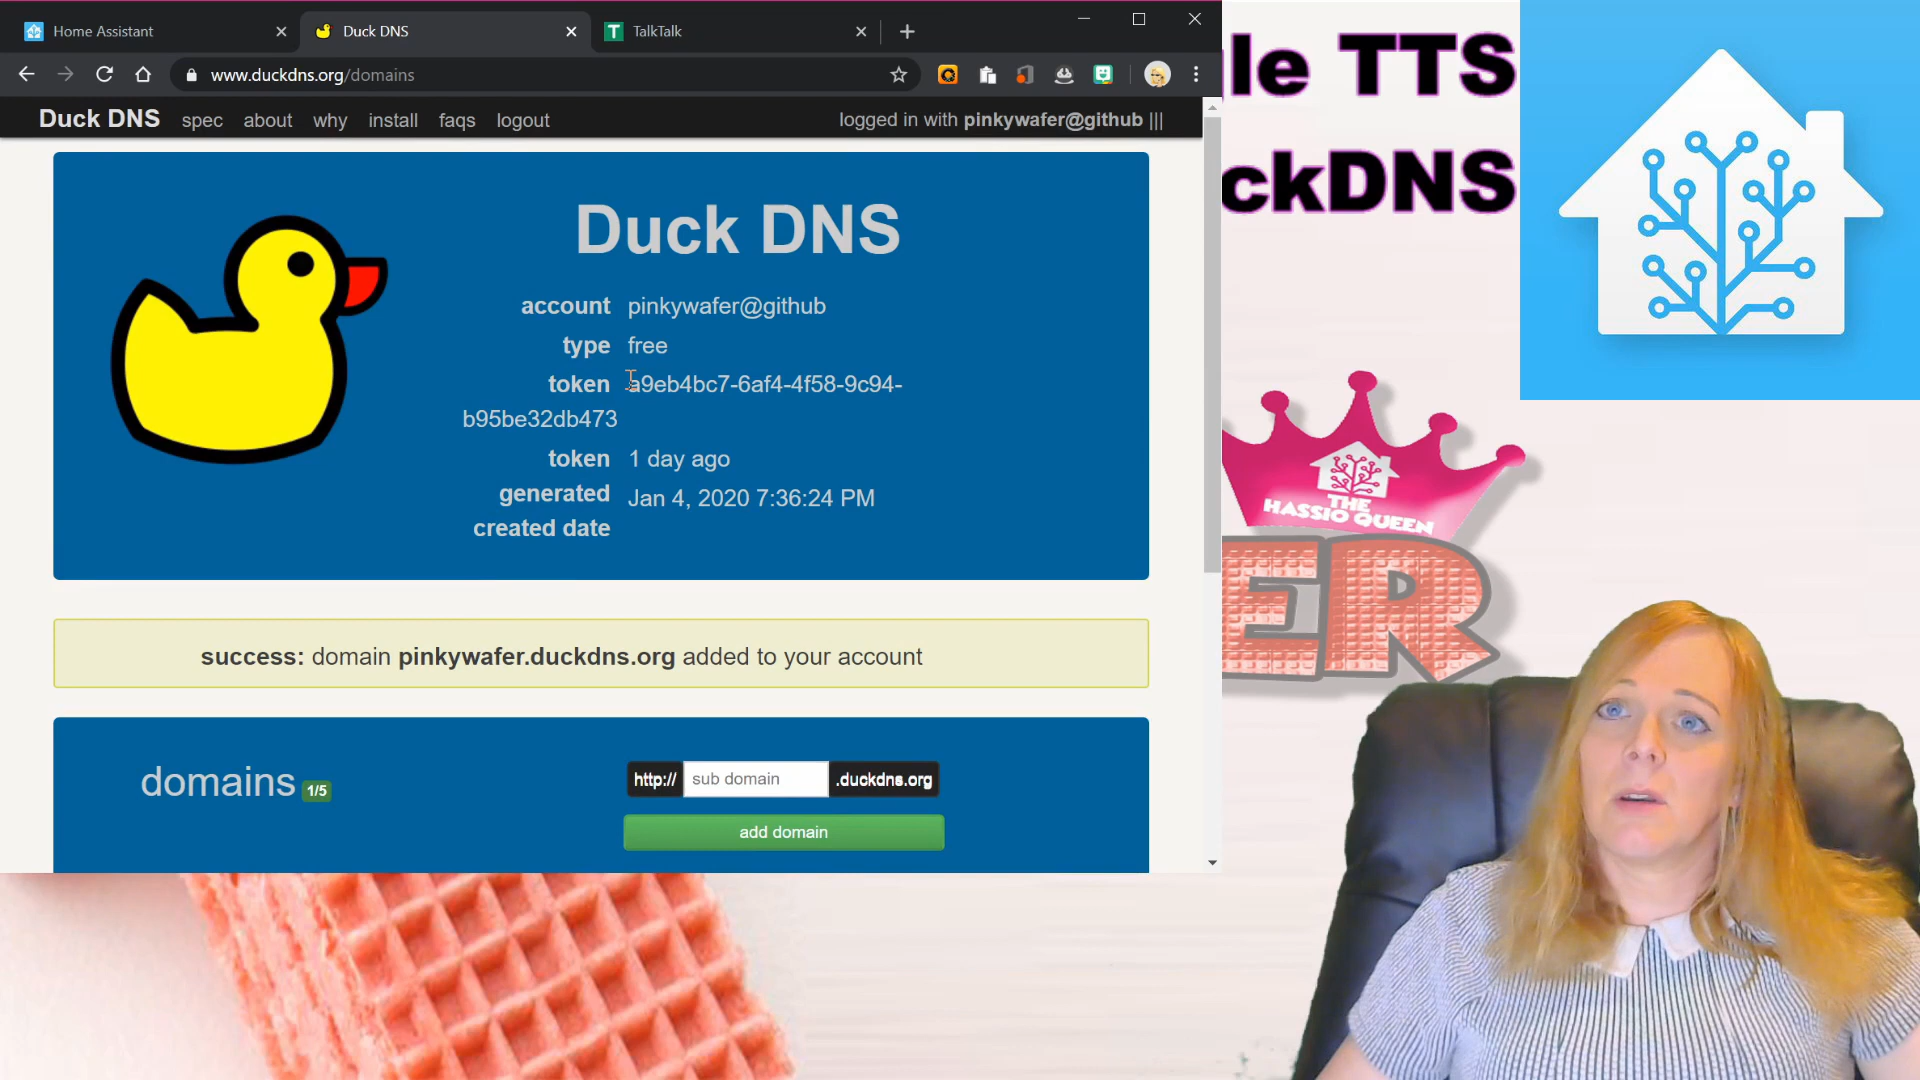 Home Assistant
Duck DNS
TalkTalk
www.duckdns.org/domains
Duck DNS spec about why install faqs logout logged in with pinkywafer@github |||
Duck DNS
account pinkywafer@github
type free
token a9eb4bc7-6af4-4f58-9c94-
b95be32db473
token 1 day ago
generated Jan 4, 2020 7:36:24 PM
created date
success: domain pinkywafer.duckdns.org added to your account
domains 1/5
http:// sub domain .duckdns.org
add domain
le TTS
ckDNS
THE
HASSIO QUEEN
ER